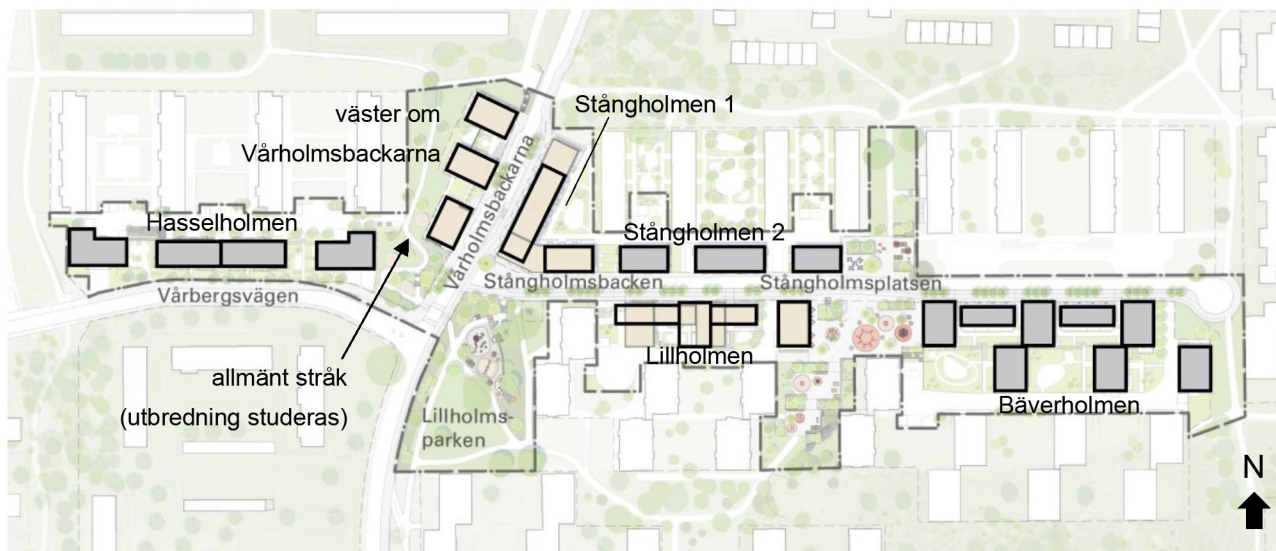 Stångholmen 1
väster om
Vårholmsbackarna
Vårholmsbackarna
Hasselholmen
Stångholmen 2
Stångholmsbacken
Stångholmsplatsen
Vårbergsvägen
Lillholmen
allmänt stråk
(utbredning studeras)
Lillholms-
parken
Bäverholmen
N